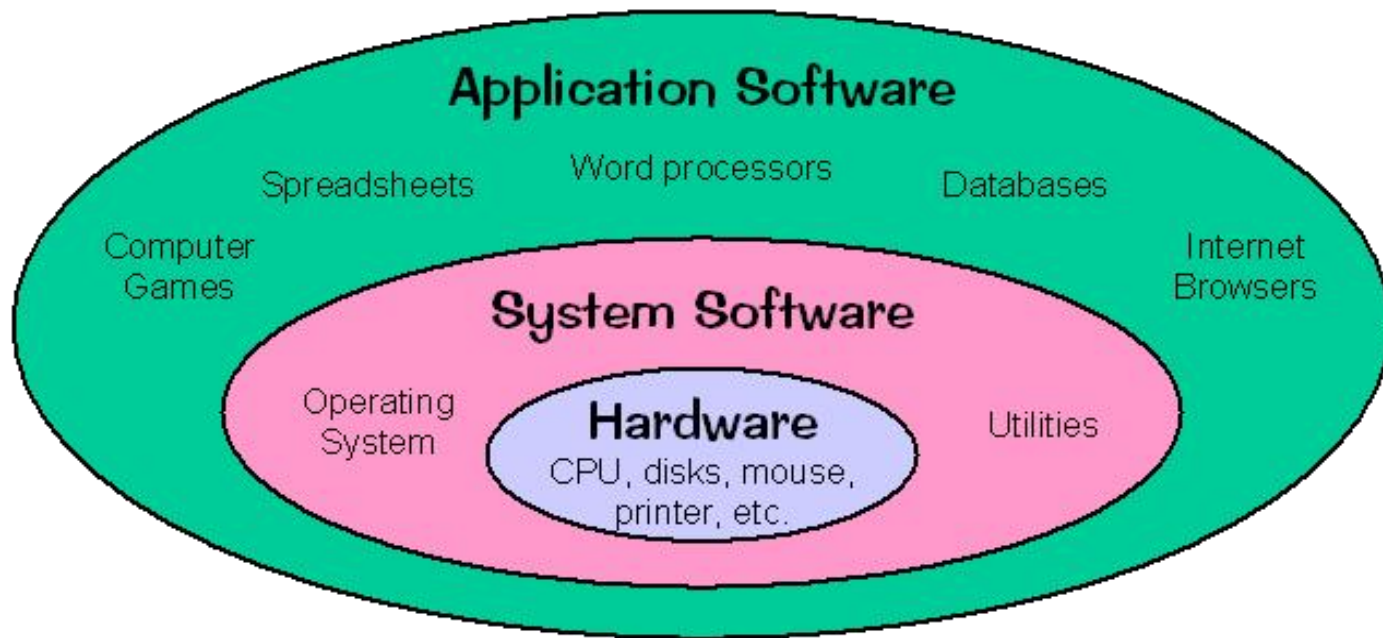 Application Software
Word processors
Spreadsheets
Databases
Computer
Games
Internet
Browsers
System Software
Operating
System
Utilities
Hardware
CPU, disks, mouse,
printer, etc.